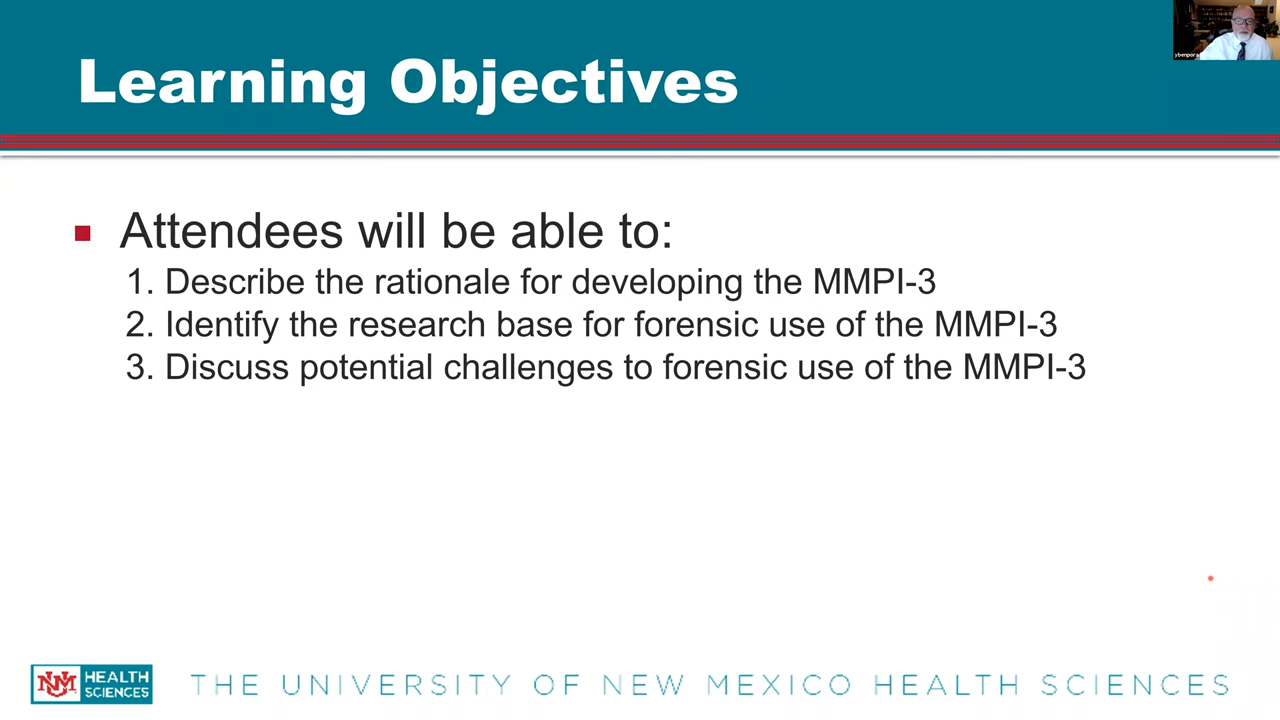 Learning Objectives
Attendees will be able to:
1. Describe the rationale for developing the MMPI-3
2. Identify the research base for forensic use of the MMPI-3
3. Discuss potential challenges to forensic use of the MMPI-3
UNM HEALTH
SCIENCES
THE UNIVERSITY OF NEW MEXICO HEALTH SCIENCES